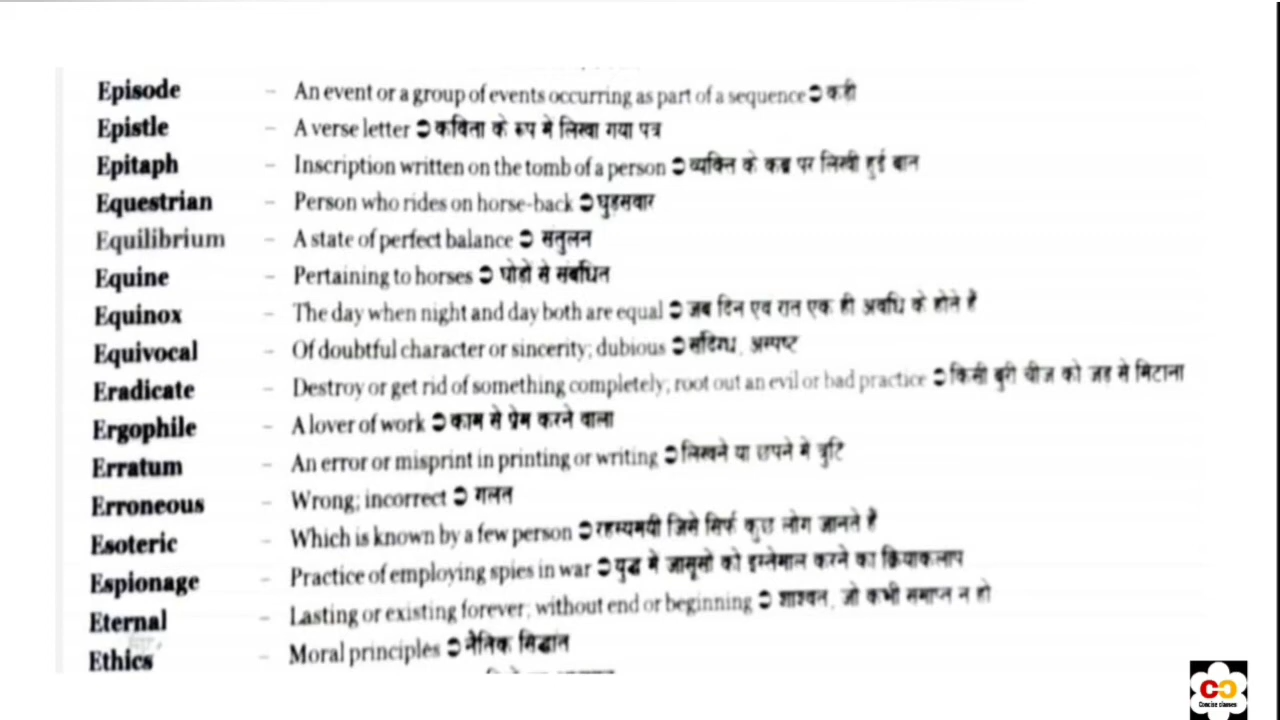 Episode – An event or a group of events occurring as part of a sequence ➲ कड़ी
Epistle – A verse letter ➲ कविता के रूप में लिखा गया पत्र
Epitaph – Inscription written on the tomb of a person ➲ व्यक्ति के कब्र पर लिखी हुई बात
Equestrian – Person who rides on horse-back ➲ घुड़सवार
Equilibrium – A state of perfect balance ➲ संतुलन
Equine – Pertaining to horses ➲ घोड़ों से संबंधित
Equinox – The day when night and day both are equal ➲ जब दिन एवं रात एक ही अवधि के होते हैं
Equivocal – Of doubtful character or sincerity; dubious ➲ संदिग्ध, अस्पष्ट
Eradicate – Destroy or get rid of something completely; root out an evil or bad practice ➲ किसी बुरी चीज को जड़ से मिटाना
Ergophile – A lover of work ➲ काम से प्रेम करने वाला
Erratum – An error or misprint in printing or writing ➲ लिखने या छपने में त्रुटि
Erroneous – Wrong; incorrect ➲ गलत
Esoteric – Which is known by a few person ➲ रहस्यमयी जिसे सिर्फ कुछ लोग जानते हैं
Espionage – Practice of employing spies in war ➲ युद्ध में जासूसों को इस्तेमाल करने का क्रियाकलाप
Eternal – Lasting or existing forever; without end or beginning ➲ शाश्वत, जो कभी समाप्त न हो
Ethics – Moral principles ➲ नैतिक सिद्धांत
Concise classes